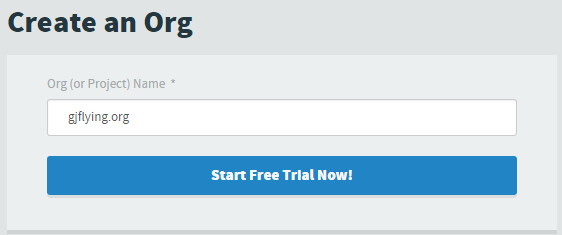 Create an Org
Org (or Project) Name *
gjflying.org
Start Free Trial Now!